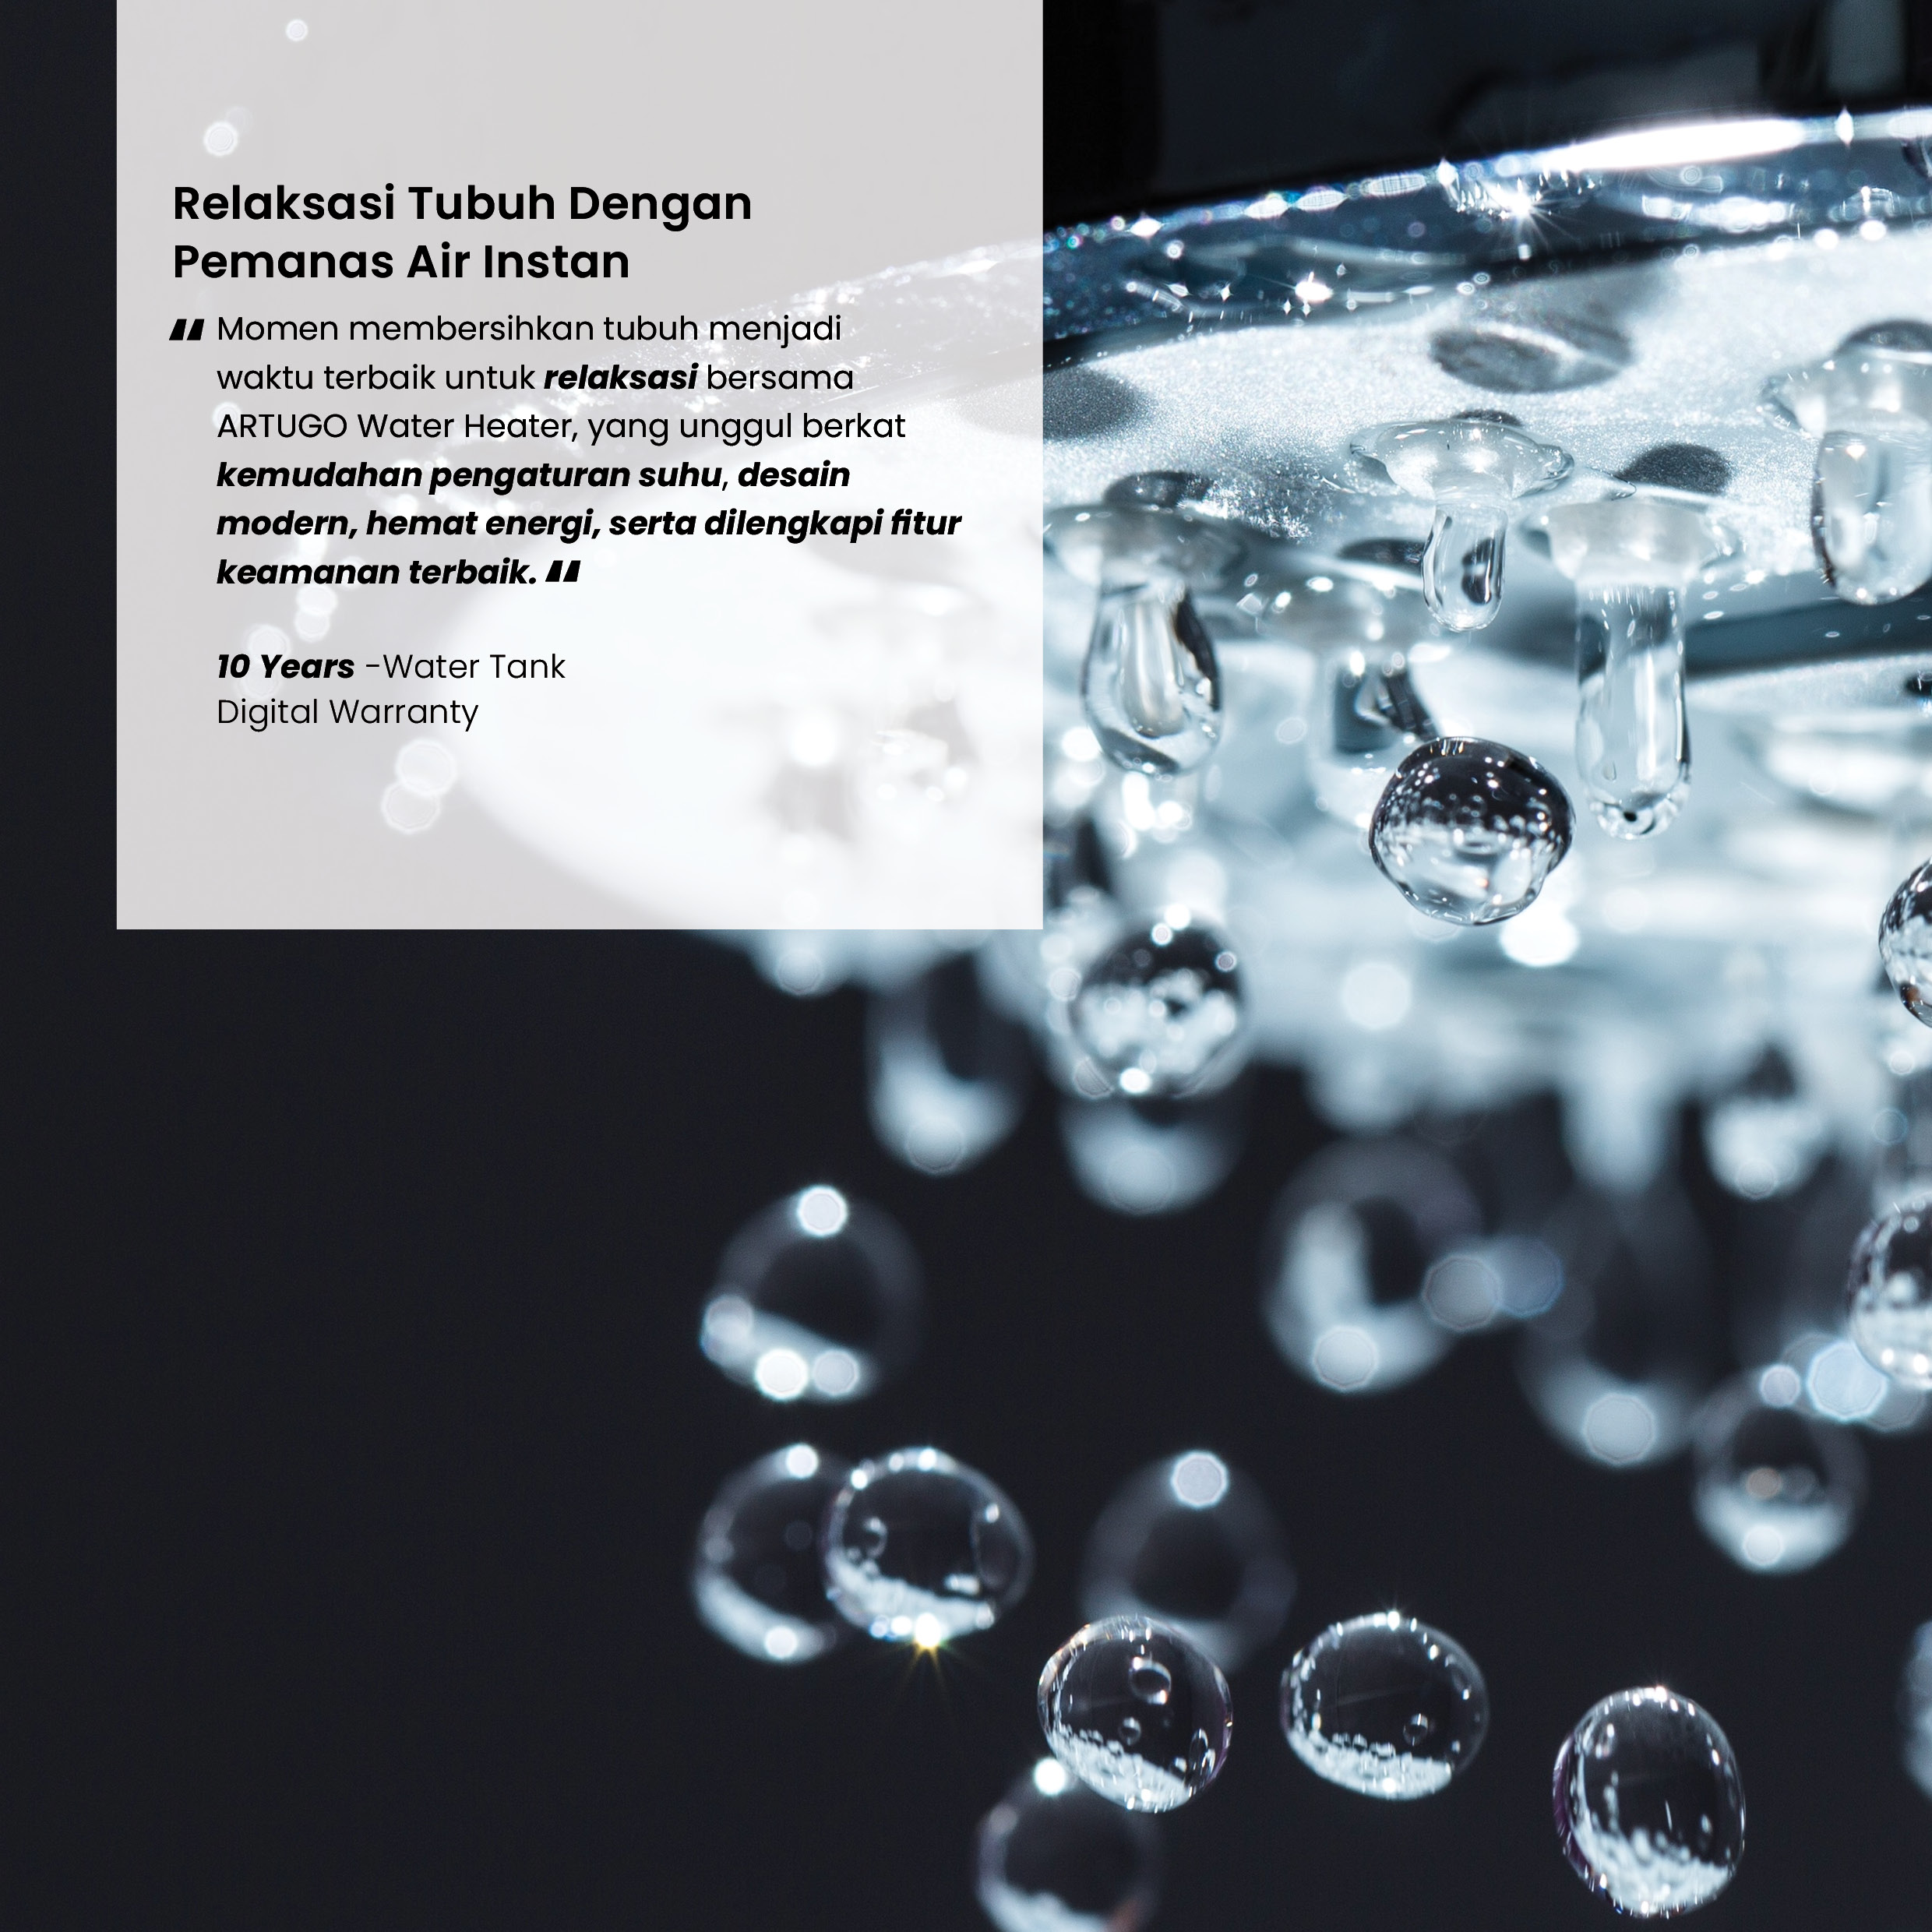 Relaksasi Tubuh Dengan
Pemanas Air Instan
" Momen membersihkan tubuh menjadi
waktu terbaik untuk relaksasi bersama
ARTUGO Water Heater, yang unggul berkat
kemudahan pengaturan suhu, desain
modern, hemat energi, serta dilengkapi fitur
keamanan terbaik. "
10 Years -Water Tank
Digital Warranty